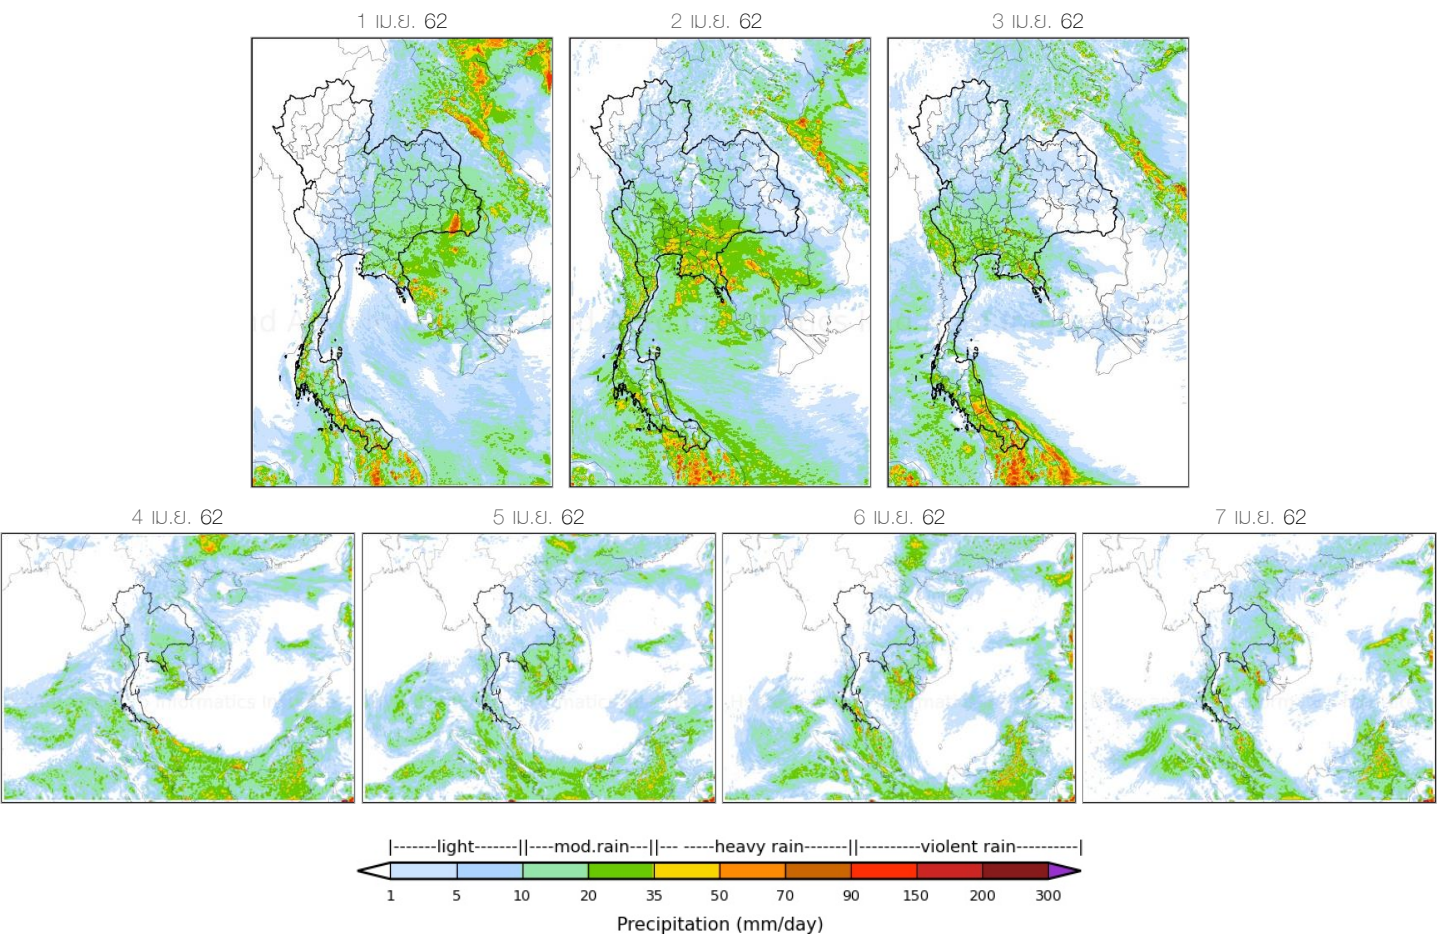 1 เม.ย. 62
2 เม.ย. 62
3 เม.ย. 62
4 เม.ย. 62
5 เม.ย. 62
6 เม.ย. 62
7 เม.ย. 62
|-------light-------||----mod.rain---||--- -----heavy rain-------||----------violent rain----------|
1 5 10 20 35 50 70 90 150 200 300
Precipitation (mm/day)